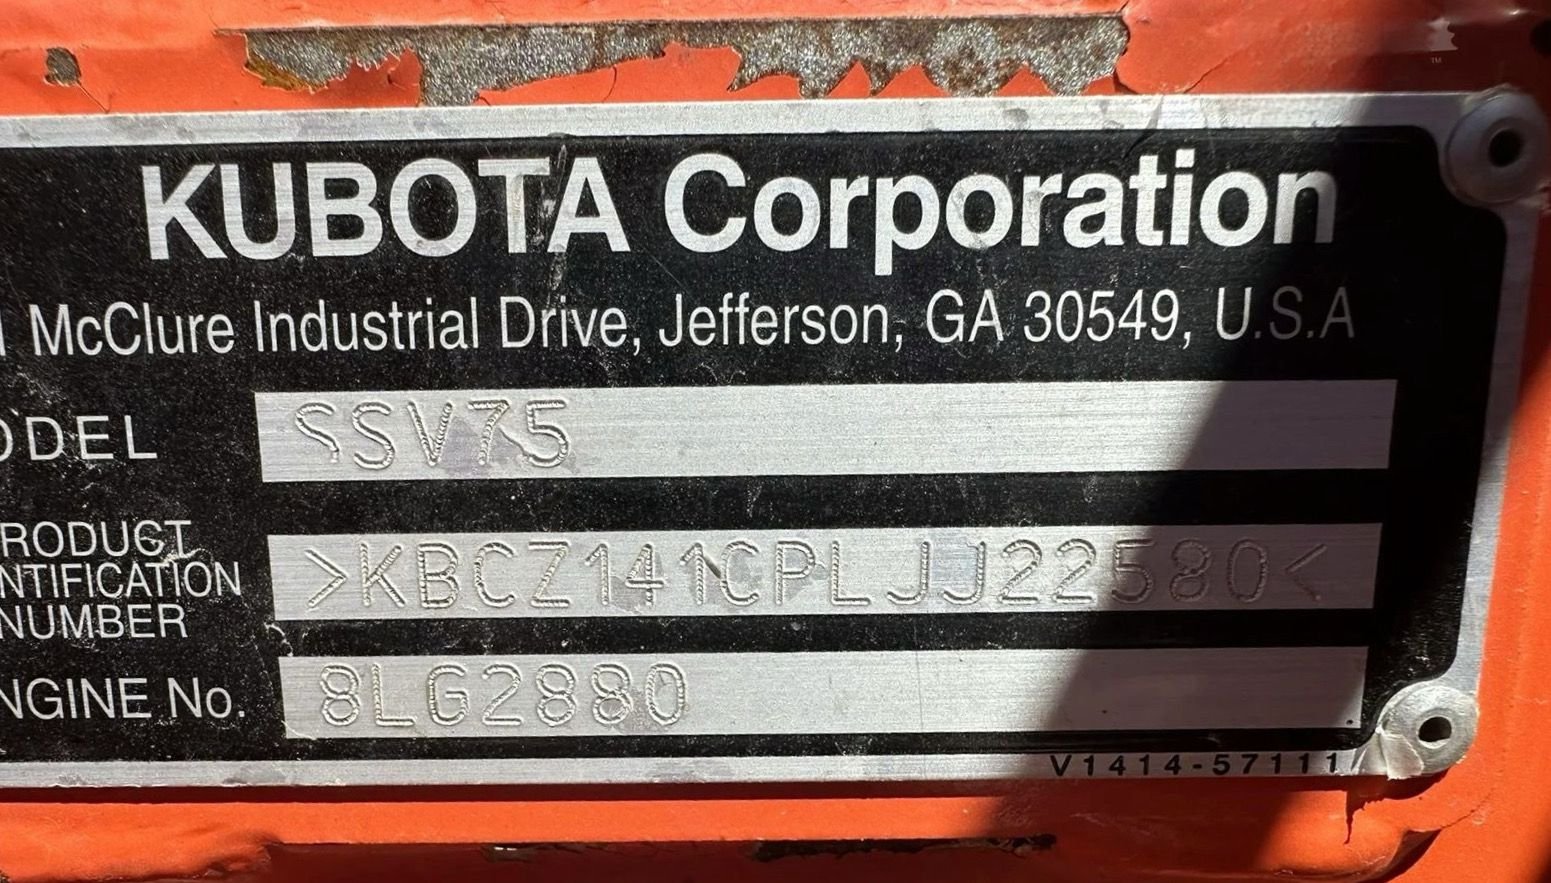 KUBOTA Corporation
McClure Industrial Drive, Jefferson, GA 30549, U.S.A
ODEL SSV75
RODUCT
NTIFICATION
NUMBER
>KBCZ141CPLJJ22580<
NGINE No. 8LG2880
V1414-57111
TM